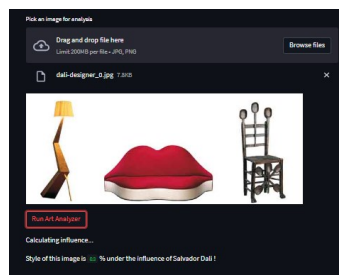 Pick an image for analysis
Drag and drop file here
Limit 200MB per file • JPG, PNG
Browse files
dali-designer_0.jpg 7.8KB
Run Art Analyzer
Calculating influence...
Style of this image is % under the influence of Salvador Dali !